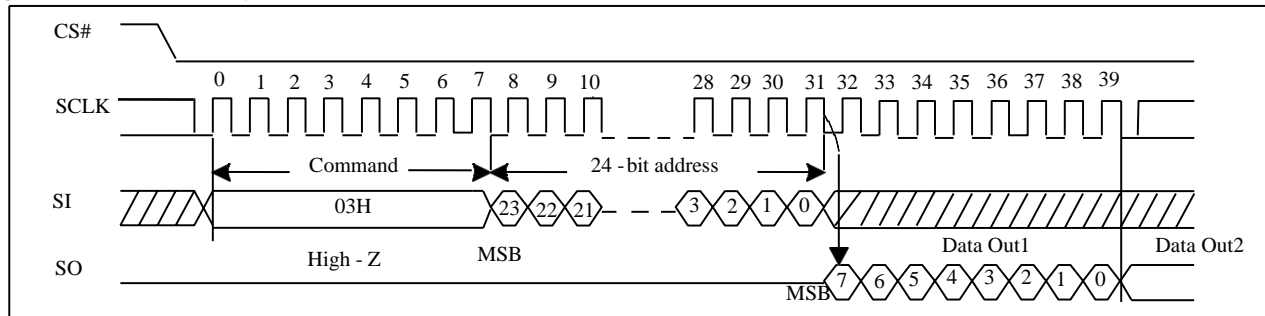 CS#
0 1 2 3 4 5 6 7 8 9 10 28 29 30 31 32 33 34 35 36 37 38 39
SCLK
Command 24 -bit address
SI 03H 23 22 21 3 2 1 0
High - Z MSB Data Out1 Data Out2
SO MSB 7 6 5 4 3 2 1 0